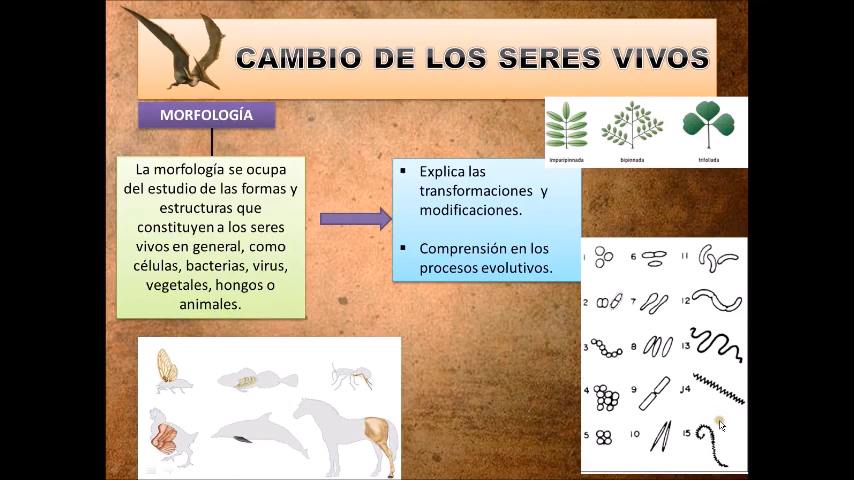 CAMBIO DE LOS SERES VIVOS
MORFOLOGÍA
La morfología se ocupa
del estudio de las formas y
estructuras que
constituyen a los seres
vivos en general, como
células, bacterias, virus,
vegetales, hongos o
animales.
▪ Explica las
transformaciones y
modificaciones.
▪ Comprensión en los
procesos evolutivos.
imparipinnada bipinnada trifoliada
1 6 11
2 7 12
3 8 13
4 9 14
5 10 15